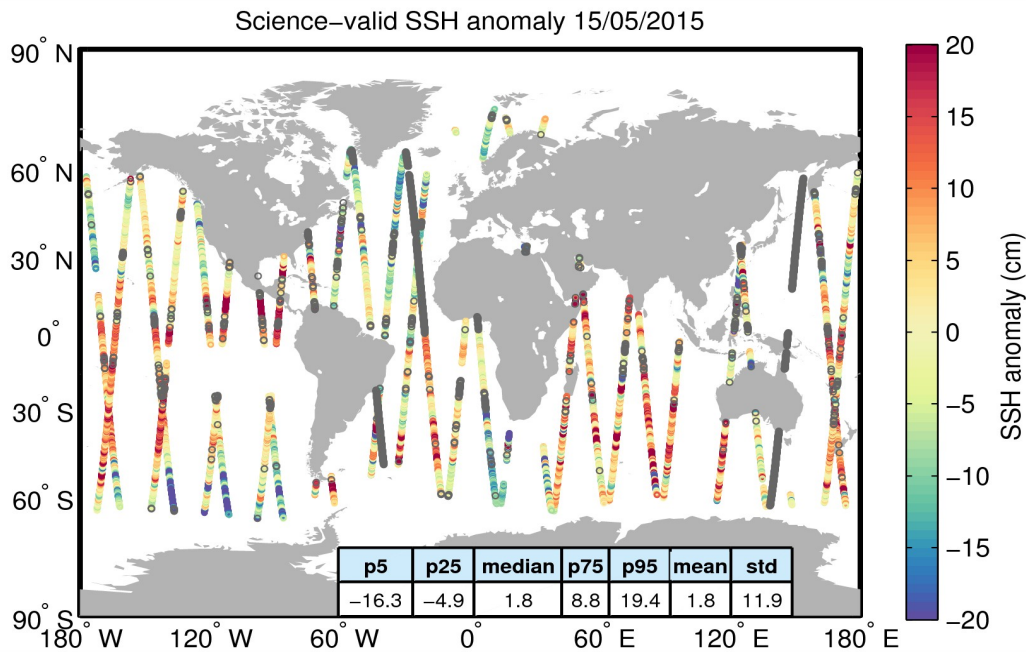 Science−valid SSH anomaly 15/05/2015
90° N
60° N
30° N
0°
30° S
60° S
90° S
180° W
120° W
60° W
0°
60° E
120° E
180° E
p5 p25 median p75 p95 mean std
−16.3 −4.9 1.8 8.8 19.4 1.8 11.9
20
15
10
5
0
−5
−10
−15
−20
SSH anomaly (cm)